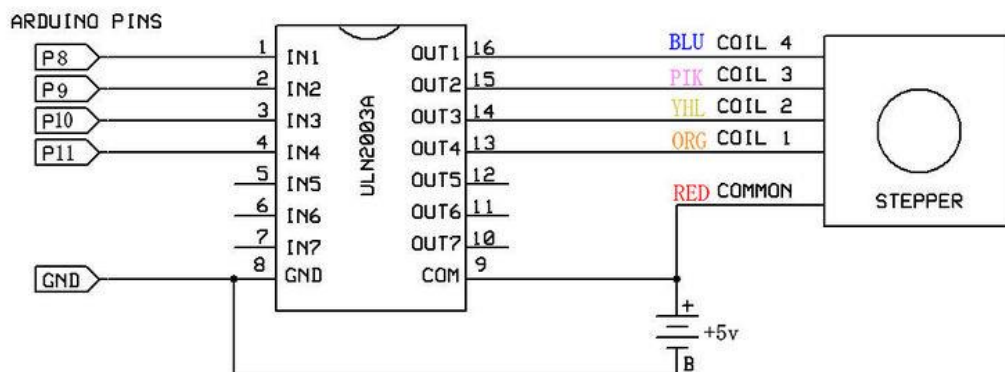 ARDUINO PINS
P8 1 IN1 OUT1 16 BLU COIL 4
P9 2 IN2 OUT2 15 PIK COIL 3
P10 3 IN3 OUT3 14 YHL COIL 2
P11 4 IN4 OUT4 13 ORG COIL 1
5 IN5 OUT5 12
6 IN6 OUT6 11
7 IN7 OUT7 10
GND 8 GND COM 9
ULN2003A
RED COMMON
STEPPER
+
+5v
B